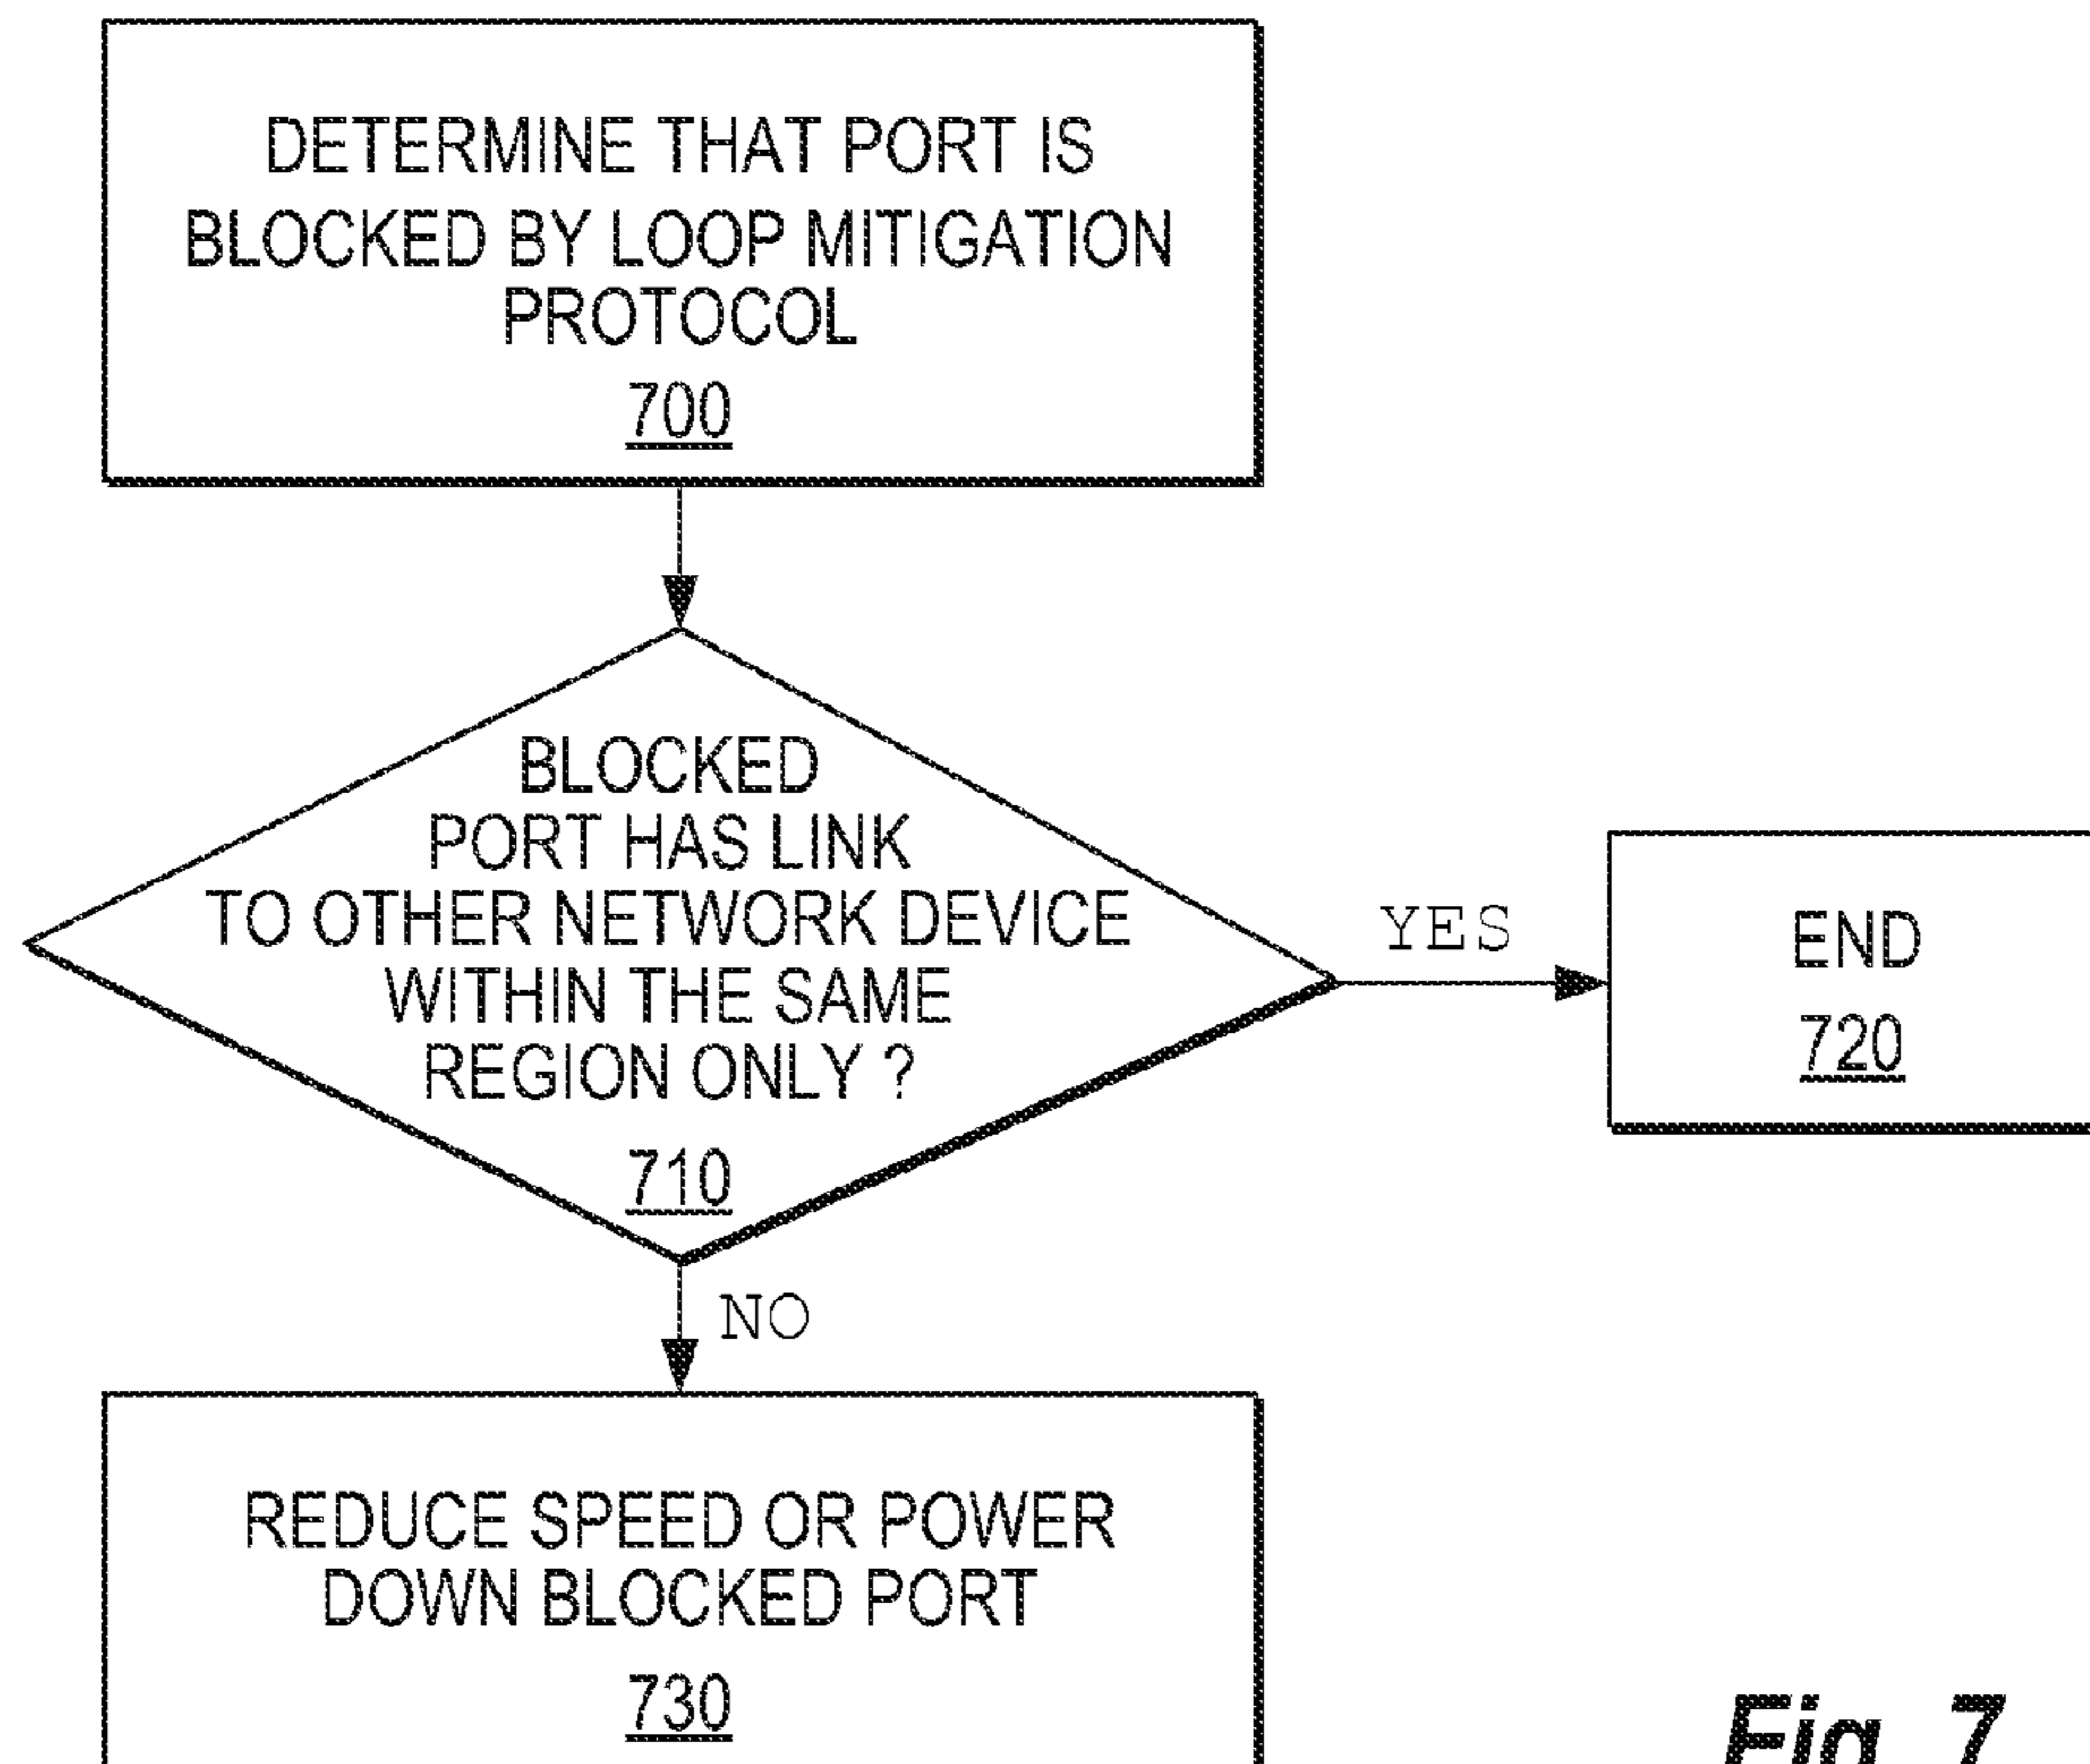 DETERMINE THAT PORT IS
BLOCKED BY LOOP MITIGATION
PROTOCOL
700
BLOCKED
PORT HAS LINK
TO OTHER NETWORK DEVICE
WITHIN THE SAME
REGION ONLY ?
710
YES
END
720
NO
REDUCE SPEED OR POWER
DOWN BLOCKED PORT
730
Fig. 7